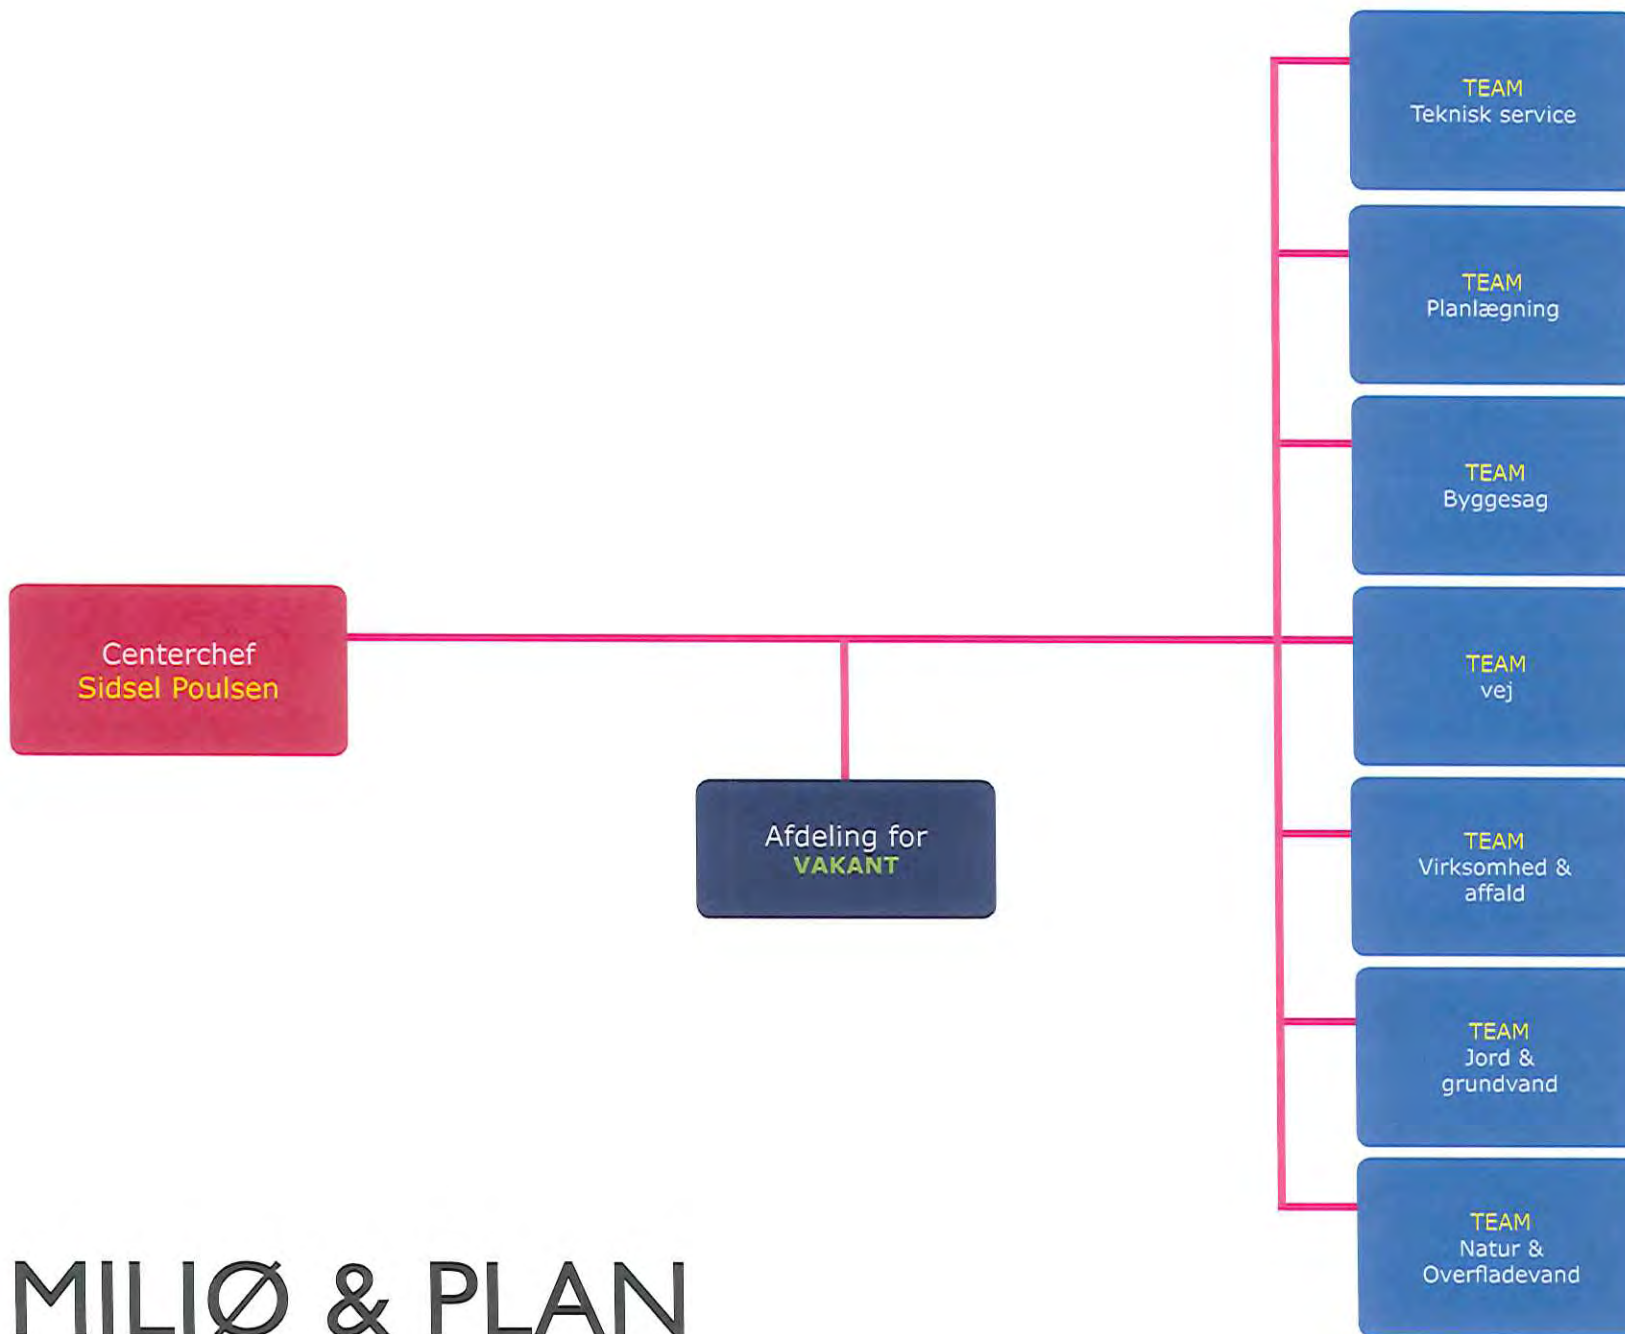 TEAM
Teknisk service
TEAM
Planlægning
TEAM
Byggesag
Centerchef
Sidsel Poulsen
TEAM
vej
Afdeling for
VAKANT
TEAM
Virksomhed &
affald
TEAM
Jord &
grundvand
TEAM
Natur &
Overfladevand
MILJØ & PLAN